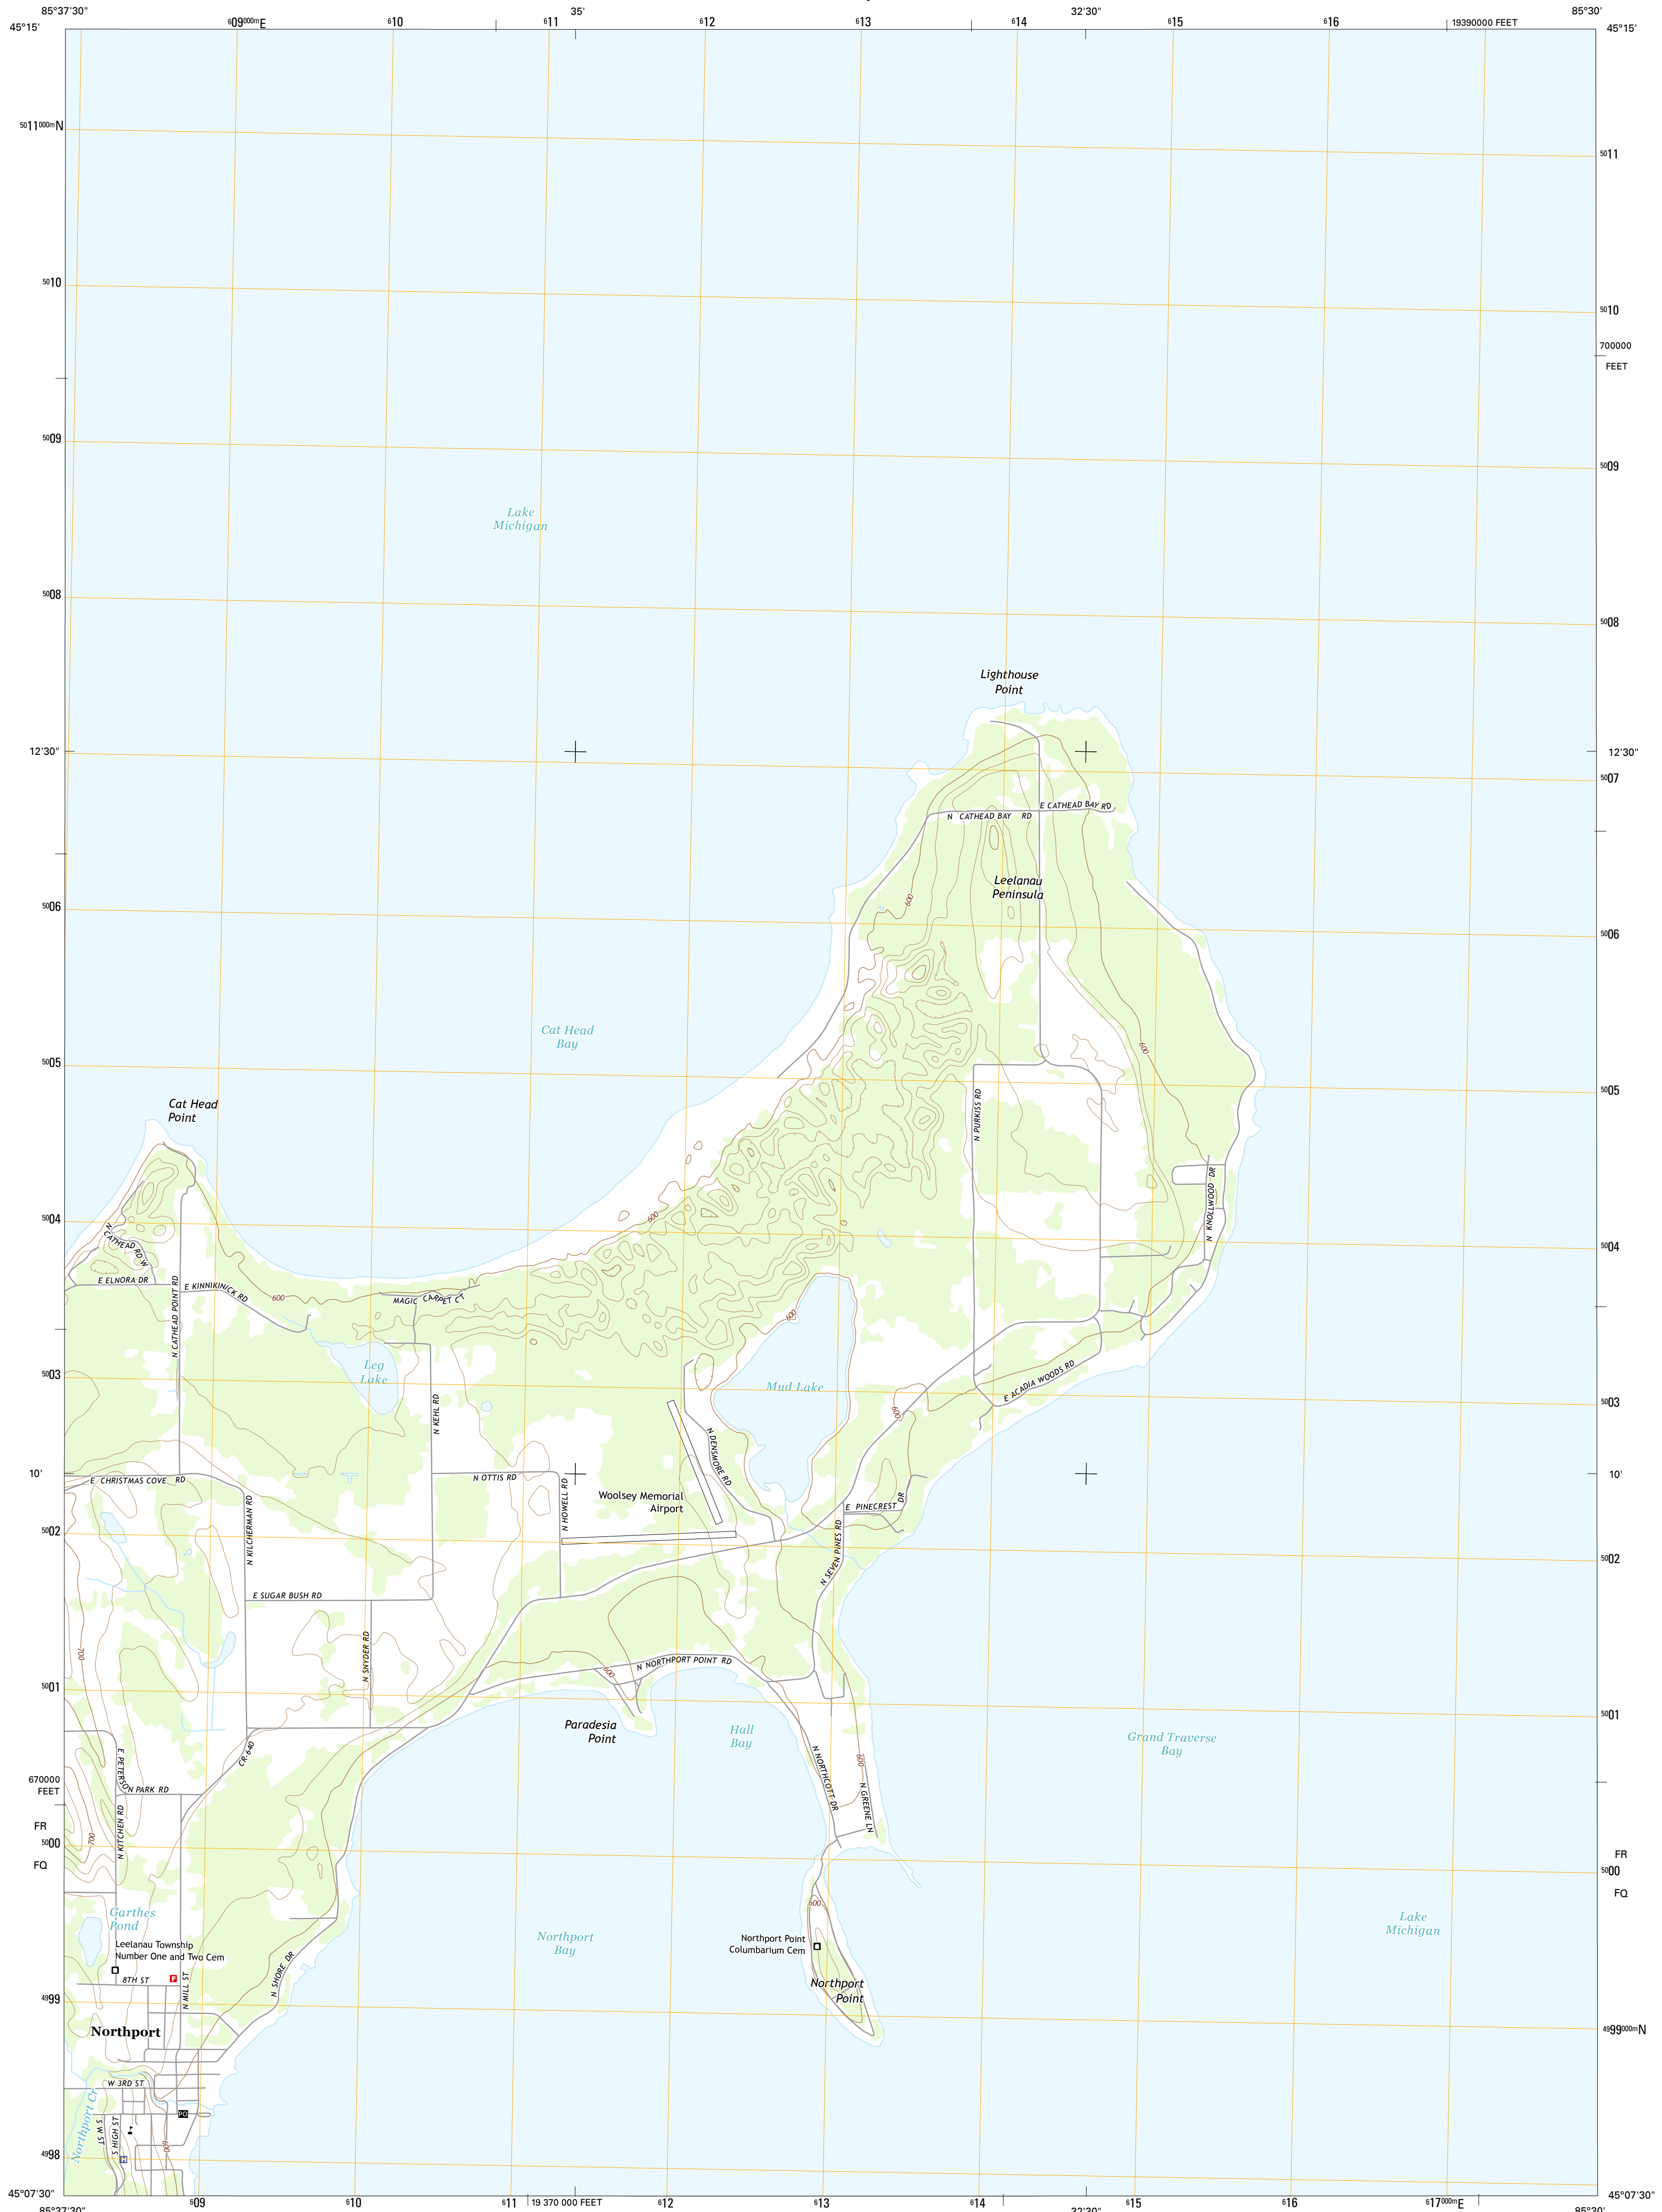 85°37'30"
609000mE
610
611
35'
612
613
614
32'30"
615
616
19390000 FEET
85°30'
45°15'
45°15'
5011000mN
5011
5010
5010
700000
FEET
5009
5009
Lake
Michigan
5008
5008
Lighthouse
Point
12'30"
12'30"
5007
E CATHEAD BAY RD
N CATHEAD BAY RD
Leelanau
Peninsula
600
5006
5006
Cat Head
Bay
600
5005
5005
Cat Head
Point
N PURKISS RD
N KNOLLWOOD DR
600
5004
5004
N CATHEAD RD W
E ELNORA DR
E KINNIKINICK RD
N CATHEAD POINT RD
600
MAGIC CARPET CT
600
Leg
Lake
Mud Lake
5003
5003
E ACADIA WOODS RD
N KEHL RD
600
N DENSMORE RD
10'
10'
E CHRISTMAS COVE RD
N OTTIS RD
N HOWELL RD
Woolsey Memorial
Airport
E PINECREST DR
N KILCHERMAN RD
N SEVEN PINES RD
5002
5002
E SUGAR BUSH RD
N SNYDER RD
700
600
N NORTHPORT POINT RD
5001
5001
Paradesia
Point
Hall
Bay
Grand Traverse
Bay
CR-640
E PETERSON
N PARK RD
N NORTHCOTT DR
600
N GREENE LN
670000
FEET
N KITCHEN RD
700
FR
5000
FQ
FR
5000
FQ
600
Garthes
Pond
Northport
Bay
Northport Point
Columbarium Cem
Lake
Michigan
Leelanau Township
Number One and Two Cem
8TH ST
F
N MILL ST
N SHORE DR
Northport
Point
4999
4999000mN
Northport
W 3RD ST
Northport Cr
PO
S W ST
S HIGH ST
600
H
4998
45°07'30"
45°07'30"
85°37'30"
609
610
611
19 370 000 FEET
612
613
614
32'30"
615
616
617000mE
85°30'